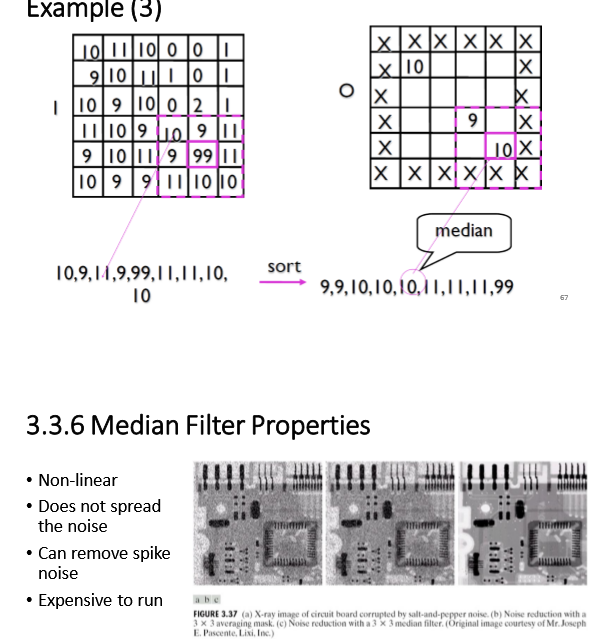 Example (3)
10 11 10 0 0 1
9 10 11 1 0 1
I 10 9 10 0 2 1
11 10 9 10 9 11
9 10 11 9 99 11
10 9 9 11 10 10
X X X X X X
X 10 X
O X X
X 9 X
X 10 X
X X X X X X
median
10,9,11,9,99,11,11,10,
10
sort
9,9,10,10,10,11,11,11,99
67
3.3.6 Median Filter Properties
• Non-linear
• Does not spread
the noise
• Can remove spike
noise
• Expensive to run
a b c
FIGURE 3.37 (a) X-ray image of circuit board corrupted by salt-and-pepper noise. (b) Noise reduction with a
3 × 3 averaging mask. (c) Noise reduction with a 3 × 3 median filter. (Original image courtesy of Mr. Joseph
E. Pascente, Lixi, Inc.)